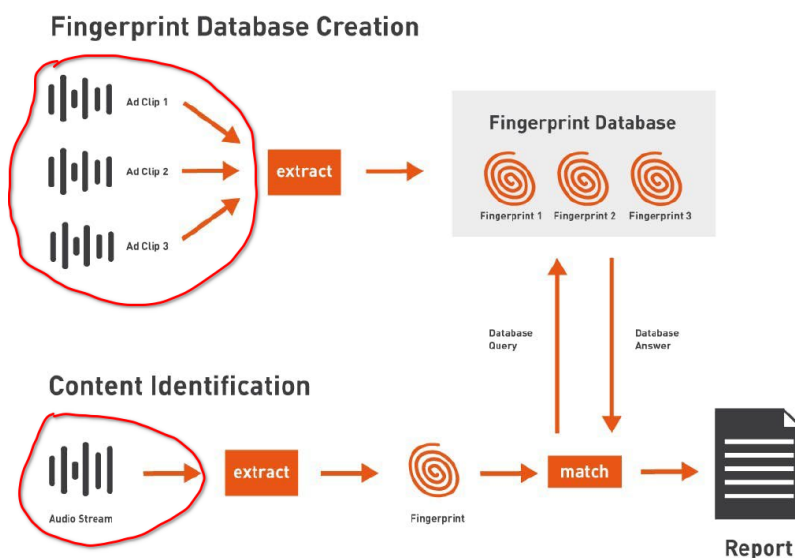 Fingerprint Database Creation
Ad Clip 1
Ad Clip 2
Ad Clip 3
extract
Fingerprint Database
Fingerprint 1
Fingerprint 2
Fingerprint 3
Database
Query
Database
Answer
Content Identification
Audio Stream
extract
Fingerprint
match
Report